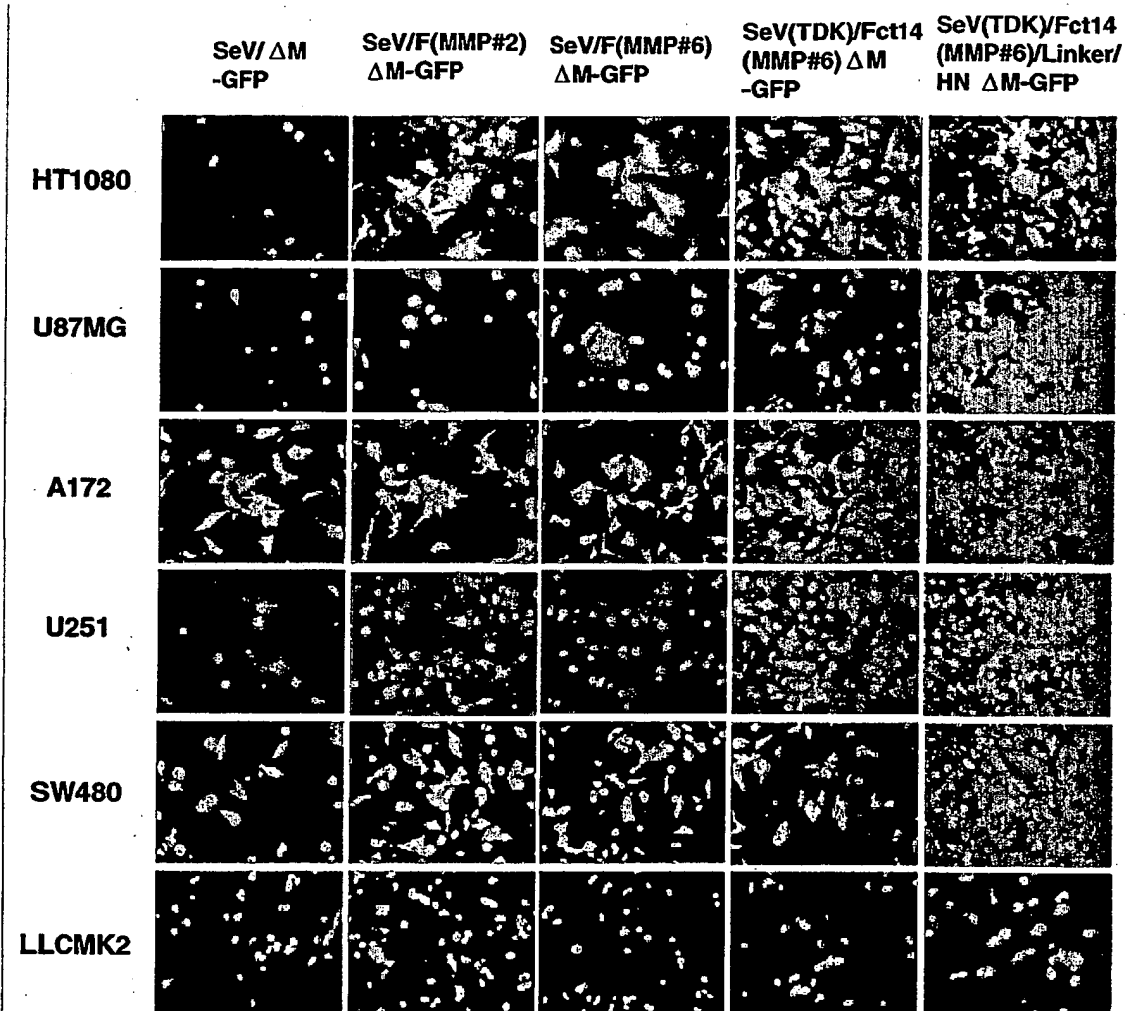 SeV/ ΔM
-GFP
SeV/F(MMP#2)
ΔM-GFP
SeV/F(MMP#6)
ΔM-GFP
SeV(TDK)/Fct14
(MMP#6) ΔM
-GFP
SeV(TDK)/Fct14
(MMP#6)/Linker/
HN ΔM-GFP
HT1080
U87MG
A172
U251
SW480
LLCMK2